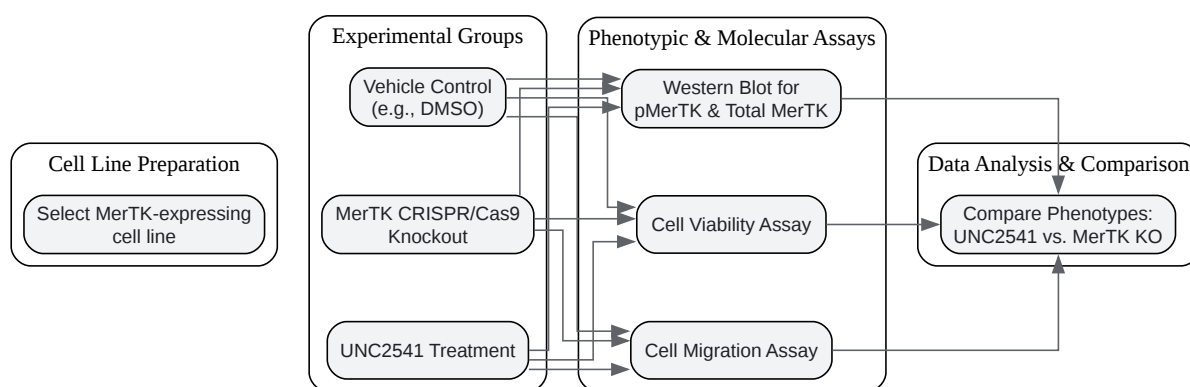 Cell Line Preparation
Select MerTK-expressing
cell line
Experimental Groups
Vehicle Control
(e.g., DMSO)
MerTK CRISPR/Cas9
Knockout
UNC2541 Treatment
Phenotypic & Molecular Assays
Western Blot for
pMerTK & Total MerTK
Cell Viability Assay
Cell Migration Assay
Data Analysis & Comparison
Compare Phenotypes:
UNC2541 vs. MerTK KO